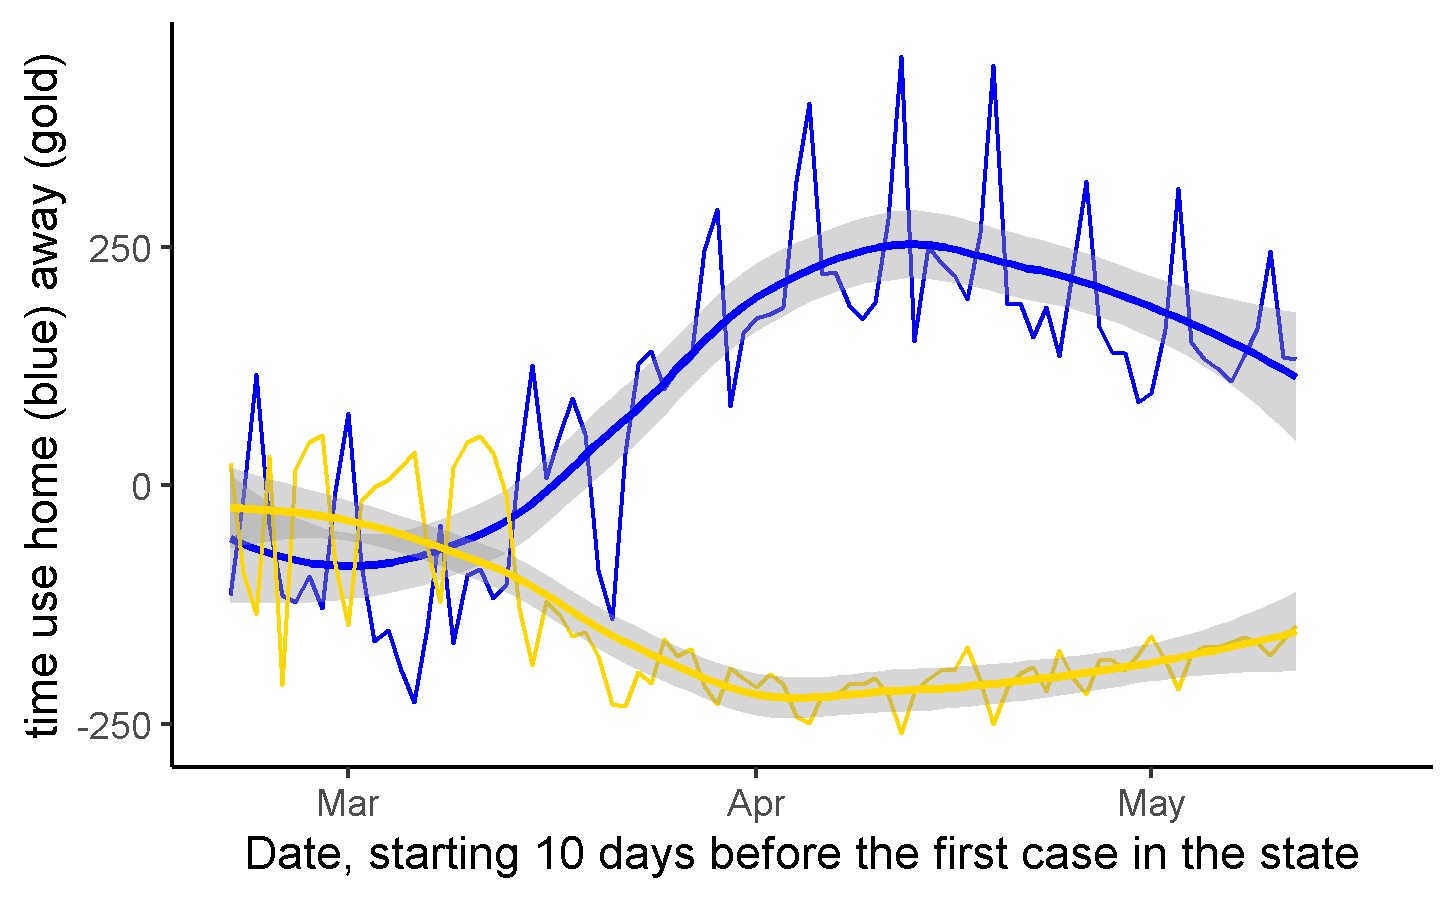 time use home (blue) away (gold)
250
0
-250
Mar
Apr
May
Date, starting 10 days before the first case in the state